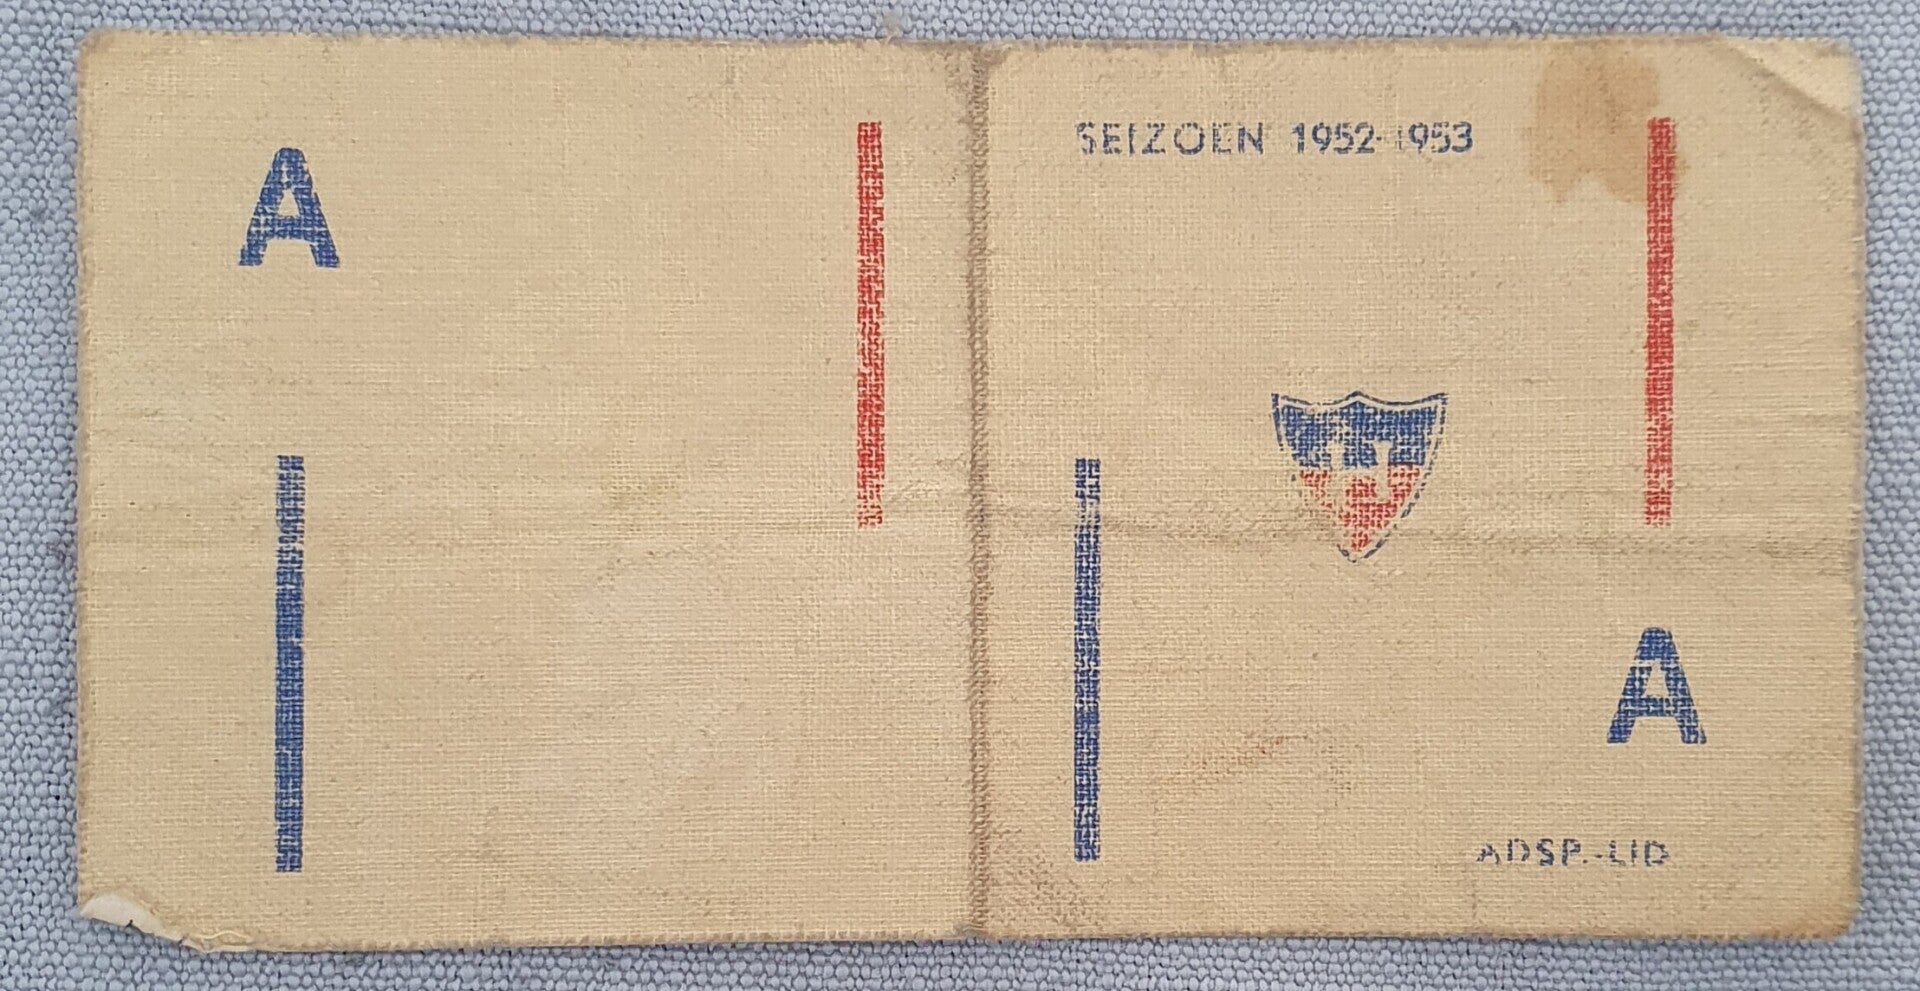 A
SEIZOEN 1952-1953
A
ADSP.-LID